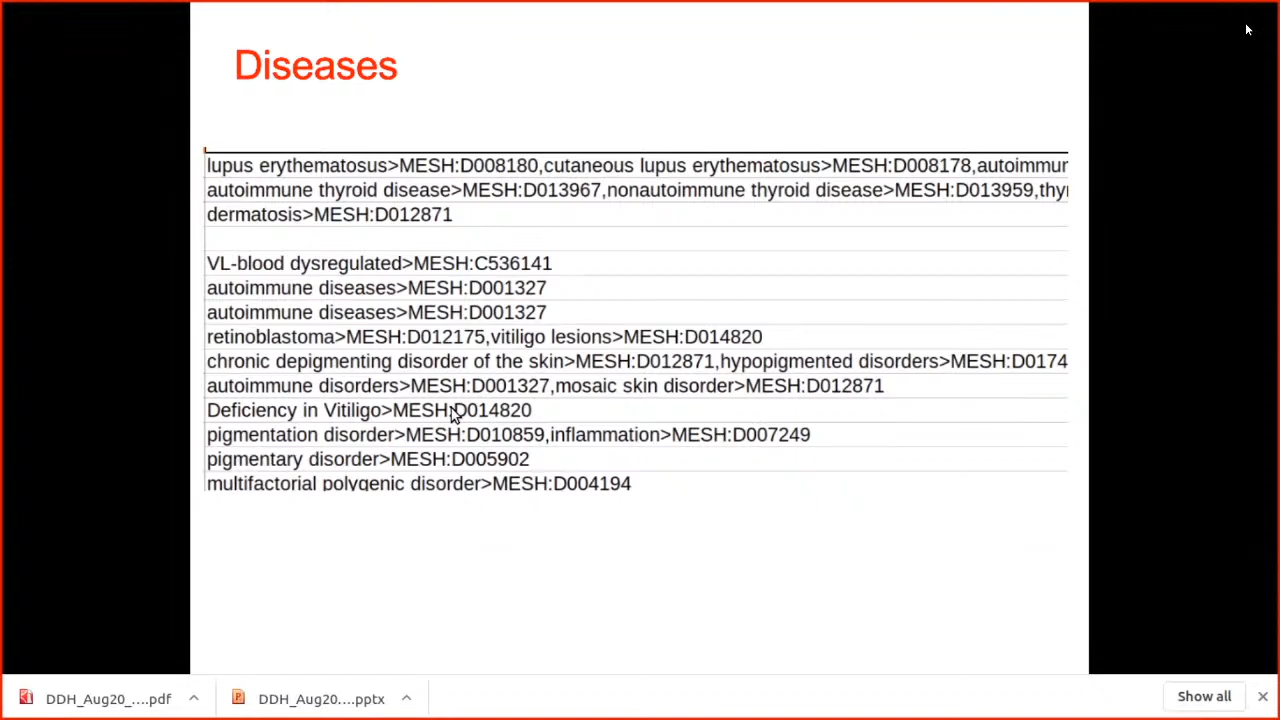 Diseases
lupus erythematosus>MESH:D008180,cutaneous lupus erythematosus>MESH:D008178,autoimmur
autoimmune thyroid disease>MESH:D013967,nonautoimmune thyroid disease>MESH:D013959,thy
dermatosis>MESH:D012871
VL-blood dysregulated>MESH:C536141
autoimmune diseases>MESH:D001327
autoimmune diseases>MESH:D001327
retinoblastoma>MESH:D012175,vitiligo lesions>MESH:D014820
chronic depigmenting disorder of the skin>MESH:D012871,hypopigmented disorders>MESH:D0174
autoimmune disorders>MESH:D001327,mosaic skin disorder>MESH:D012871
Deficiency in Vitiligo>MESH:D014820
pigmentation disorder>MESH:D010859,inflammation>MESH:D007249
pigmentary disorder>MESH:D005902
multifactorial polygenic disorder>MESH:D004194
DDH_Aug20_....pdf
DDH_Aug20....pptx
Show all